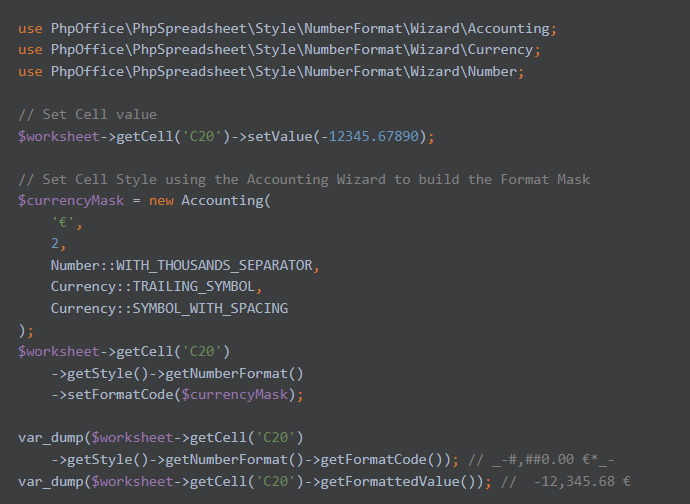 use PhpOffice\PhpSpreadsheet\Style\NumberFormat\Wizard\Accounting;
use PhpOffice\PhpSpreadsheet\Style\NumberFormat\Wizard\Currency;
use PhpOffice\PhpSpreadsheet\Style\NumberFormat\Wizard\Number;

// Set Cell value
$worksheet->getCell('C20')->setValue(-12345.67890);

// Set Cell Style using the Accounting Wizard to build the Format Mask
$currencyMask = new Accounting(
    '€',
    2,
    Number::WITH_THOUSANDS_SEPARATOR,
    Currency::TRAILING_SYMBOL,
    Currency::SYMBOL_WITH_SPACING
);
$worksheet->getCell('C20')
    ->getStyle()->getNumberFormat()
    ->setFormatCode($currencyMask);

var_dump($worksheet->getCell('C20')
    ->getStyle()->getNumberFormat()->getFormatCode()); // _-#,##0.00 €*_-
var_dump($worksheet->getCell('C20')->getFormattedValue()); //  -12,345.68 €